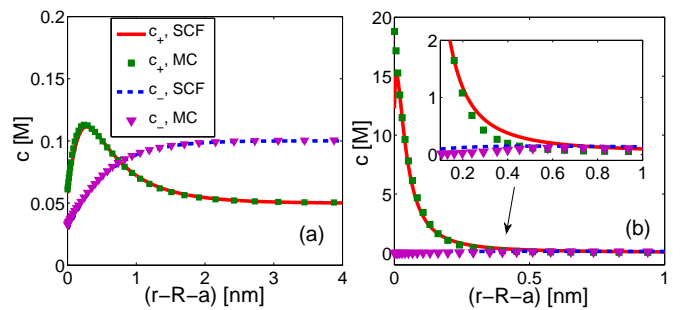 0.2
0.15
0.1
0.05
0
c [M]
0 1 2 3 4
(r−R−a) [nm]
c₊, SCF
c₊, MC
c₋, SCF
c₋, MC
(a)
20
15
10
5
0
c [M]
0 0.5 1
(r−R−a) [nm]
2
1
0
0.2 0.4 0.6 0.8 1
(b)